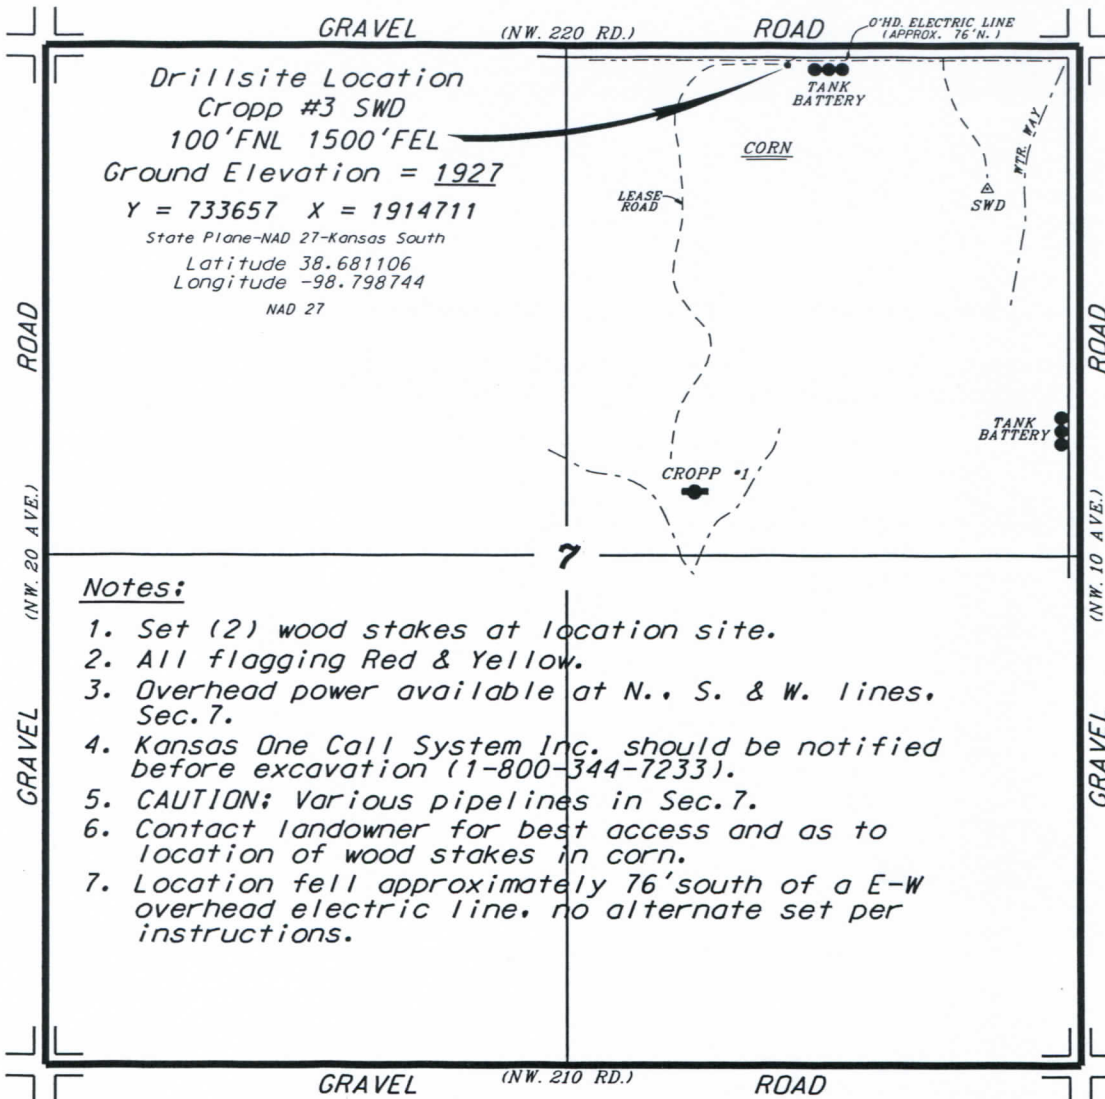 GRAVEL (NW. 220 RD.) ROAD
O'HD. ELECTRIC LINE
(APPROX. 76'N.)
Drillsite Location
Cropp #3 SWD
100'FNL 1500'FEL
Ground Elevation = 1927
Y = 733657 X = 1914711
State Plane-NAD 27-Kansas South
Latitude 38.681106
Longitude -98.798744
NAD 27
TANK
BATTERY
CORN
LEASE
ROAD
WTR. WAY
SWD
TANK
BATTERY
CROPP #1
7
GRAVEL (NW. 20 AVE.) ROAD
GRAVEL (NW. 10 AVE.) ROAD
Notes:
1. Set (2) wood stakes at location site.
2. All flagging Red & Yellow.
3. Overhead power available at N., S. & W. lines,
Sec. 7.
4. Kansas One Call System Inc. should be notified
before excavation (1-800-344-7233).
5. CAUTION: Various pipelines in Sec. 7.
6. Contact landowner for best access and as to
location of wood stakes in corn.
7. Location fell approximately 76'south of a E-W
overhead electric line, no alternate set per
instructions.
GRAVEL (NW. 210 RD.) ROAD